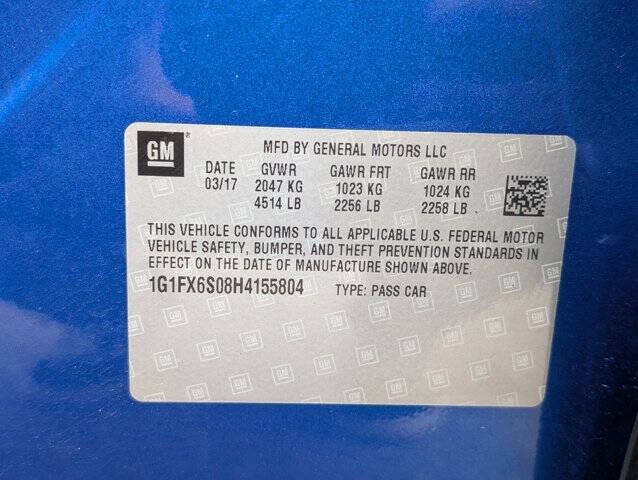 GM
MFD BY GENERAL MOTORS LLC
DATE GVWR GAWR FRT GAWR RR
03/17 2047 KG 1023 KG 1024 KG
4514 LB 2256 LB 2258 LB
THIS VEHICLE CONFORMS TO ALL APPLICABLE U.S. FEDERAL MOTOR
VEHICLE SAFETY, BUMPER, AND THEFT PREVENTION STANDARDS IN
EFFECT ON THE DATE OF MANUFACTURE SHOWN ABOVE.
1G1FX6S08H4155804 TYPE: PASS CAR